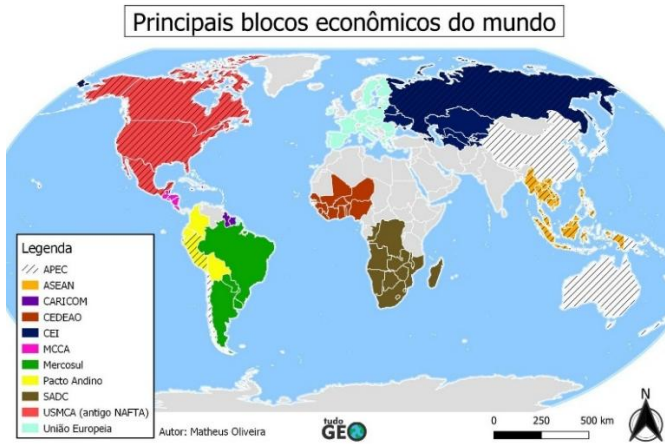 Principais blocos econômicos do mundo
Legenda
APEC
ASEAN
CARICOM
CEDEAO
CEI
MCCA
Mercosul
Pacto Andino
SADC
USMCA (antigo NAFTA)
União Europeia
Autor: Matheus Oliveira
tudo
GEO
0 250 500 km
N